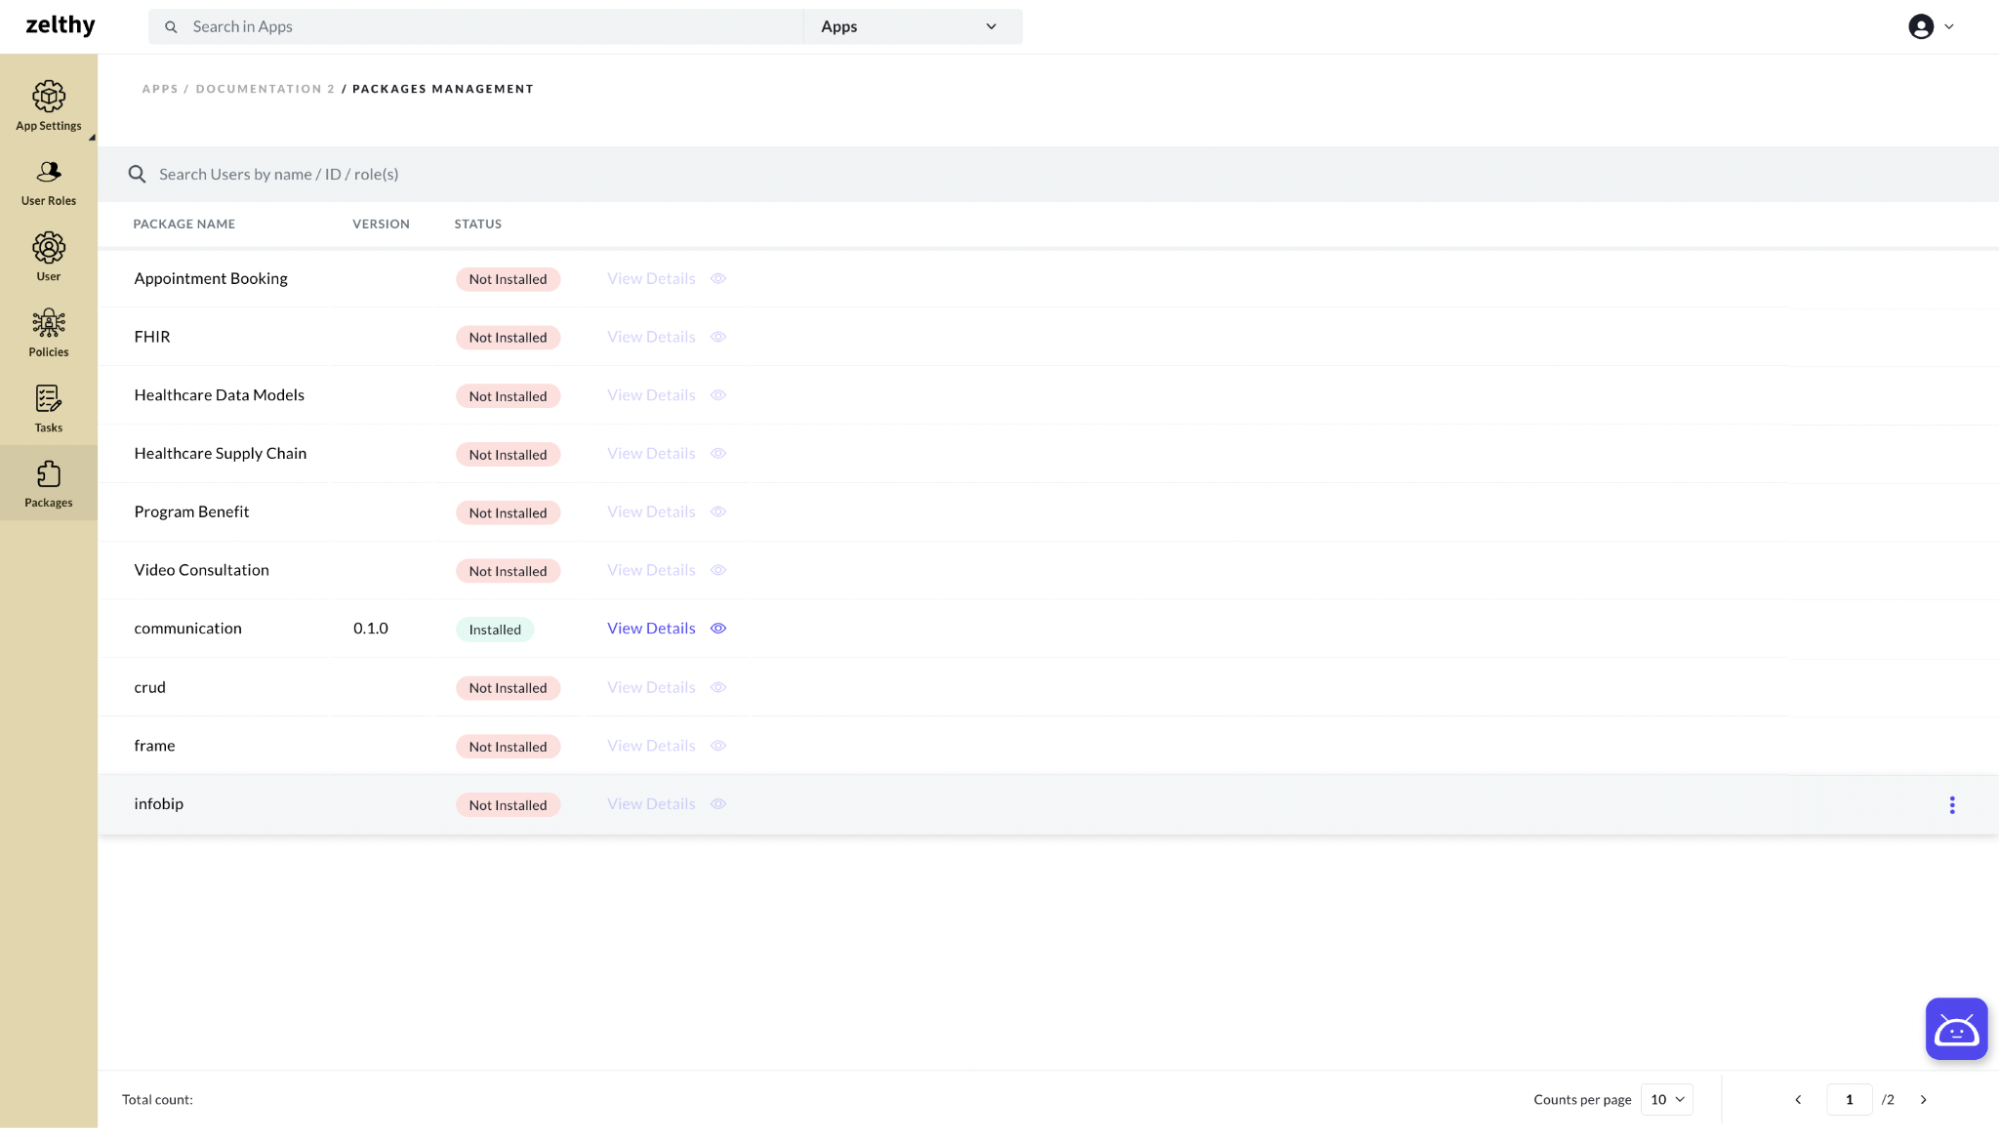 zelthy
Search in Apps
Apps
APPS / DOCUMENTATION 2 / PACKAGES MANAGEMENT
App Settings
User Roles
User
Policies
Tasks
Packages
Search Users by name / ID / role(s)
PACKAGE NAME VERSION STATUS
Appointment Booking Not Installed View Details
FHIR Not Installed View Details
Healthcare Data Models Not Installed View Details
Healthcare Supply Chain Not Installed View Details
Program Benefit Not Installed View Details
Video Consultation Not Installed View Details
communication 0.1.0 Installed View Details
crud Not Installed View Details
frame Not Installed View Details
infobip Not Installed View Details
Total count:
Counts per page 10
1 /2